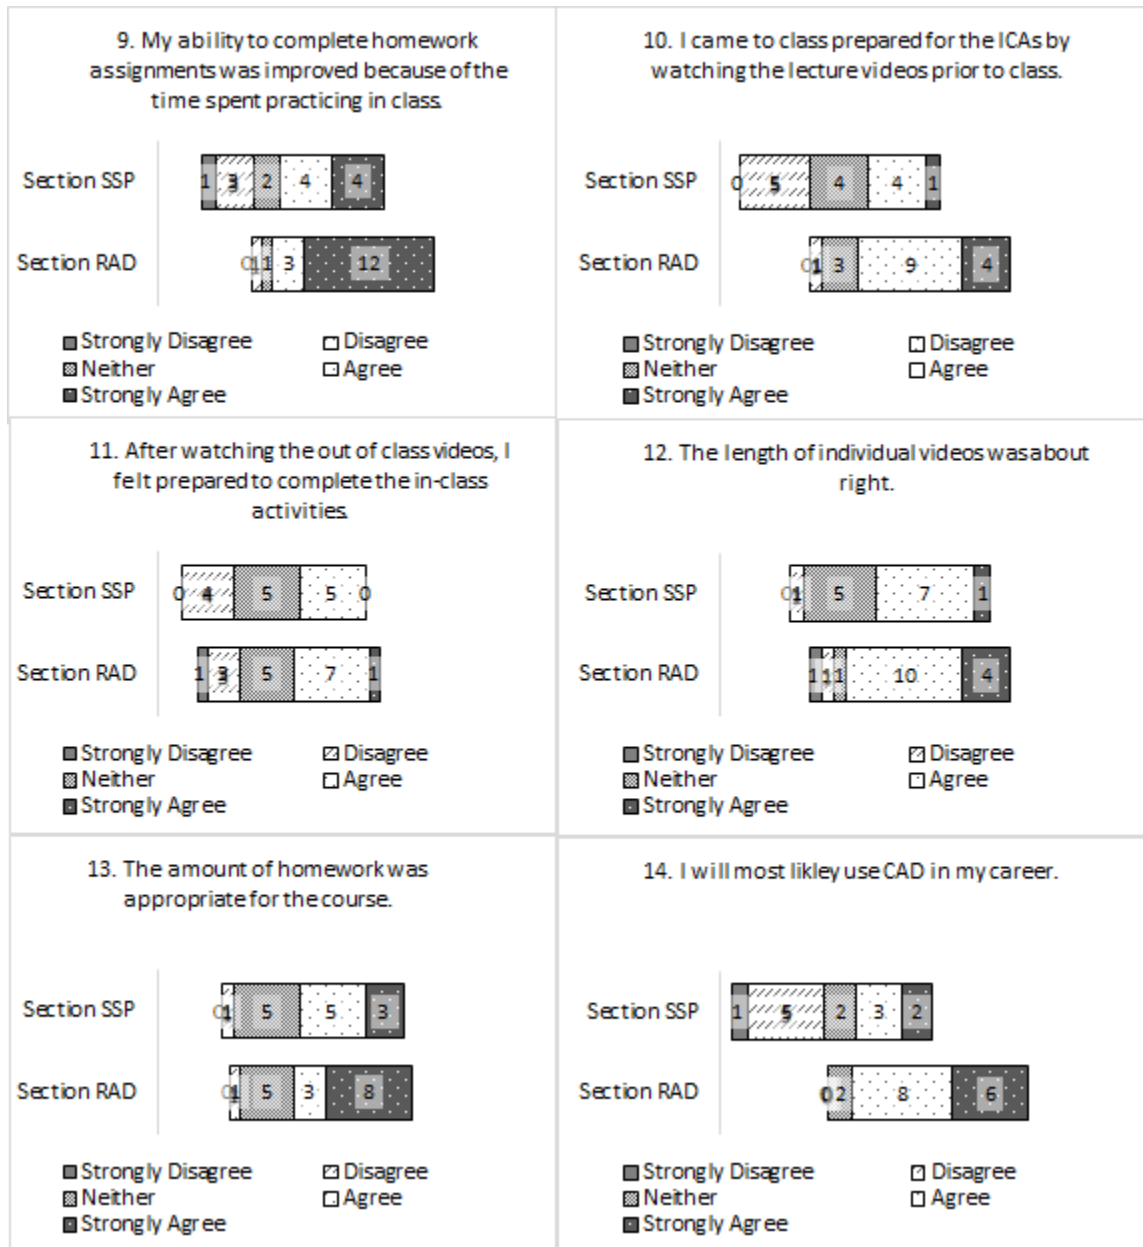 9. My ability to complete homework
assignments was improved because of the
time spent practicing in class.
Section SSP 1 3 2 4 4
Section RAD 0 1 1 3 12
Strongly Disagree Disagree
Neither Agree
Strongly Agree
10. I came to class prepared for the ICAs by
watching the lecture videos prior to class.
Section SSP 0 5 4 4 1
Section RAD 0 1 3 9 4
Strongly Disagree Disagree
Neither Agree
Strongly Agree
11. After watching the out of class videos, I
felt prepared to complete the in-class
activities.
Section SSP 0 4 5 5 0
Section RAD 1 3 5 7 1
Strongly Disagree Disagree
Neither Agree
Strongly Agree
12. The length of individual videos was about
right.
Section SSP 0 1 5 7 1
Section RAD 1 1 1 10 4
Strongly Disagree Disagree
Neither Agree
Strongly Agree
13. The amount of homework was
appropriate for the course.
Section SSP 0 1 5 5 3
Section RAD 0 1 5 3 8
Strongly Disagree Disagree
Neither Agree
Strongly Agree
14. I will most likley use CAD in my career.
Section SSP 1 5 2 3 2
Section RAD 0 0 2 8 6
Strongly Disagree Disagree
Neither Agree
Strongly Agree